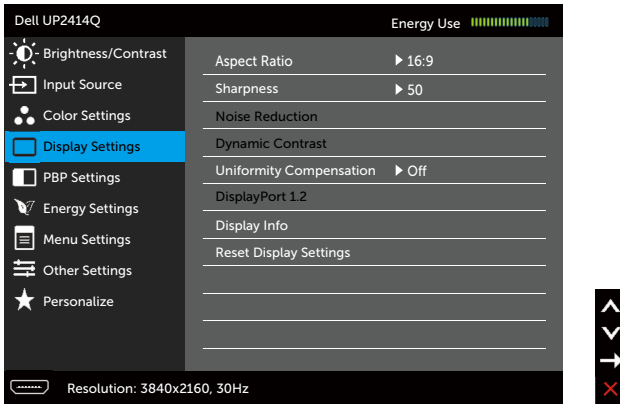 Dell UP2414Q
Energy Use
Brightness/Contrast
Input Source
Color Settings
Display Settings
PBP Settings
Energy Settings
Menu Settings
Other Settings
Personalize
Aspect Ratio 16:9
Sharpness 50
Noise Reduction
Dynamic Contrast
Uniformity Compensation Off
DisplayPort 1.2
Display Info
Reset Display Settings
Resolution: 3840x2160, 30Hz